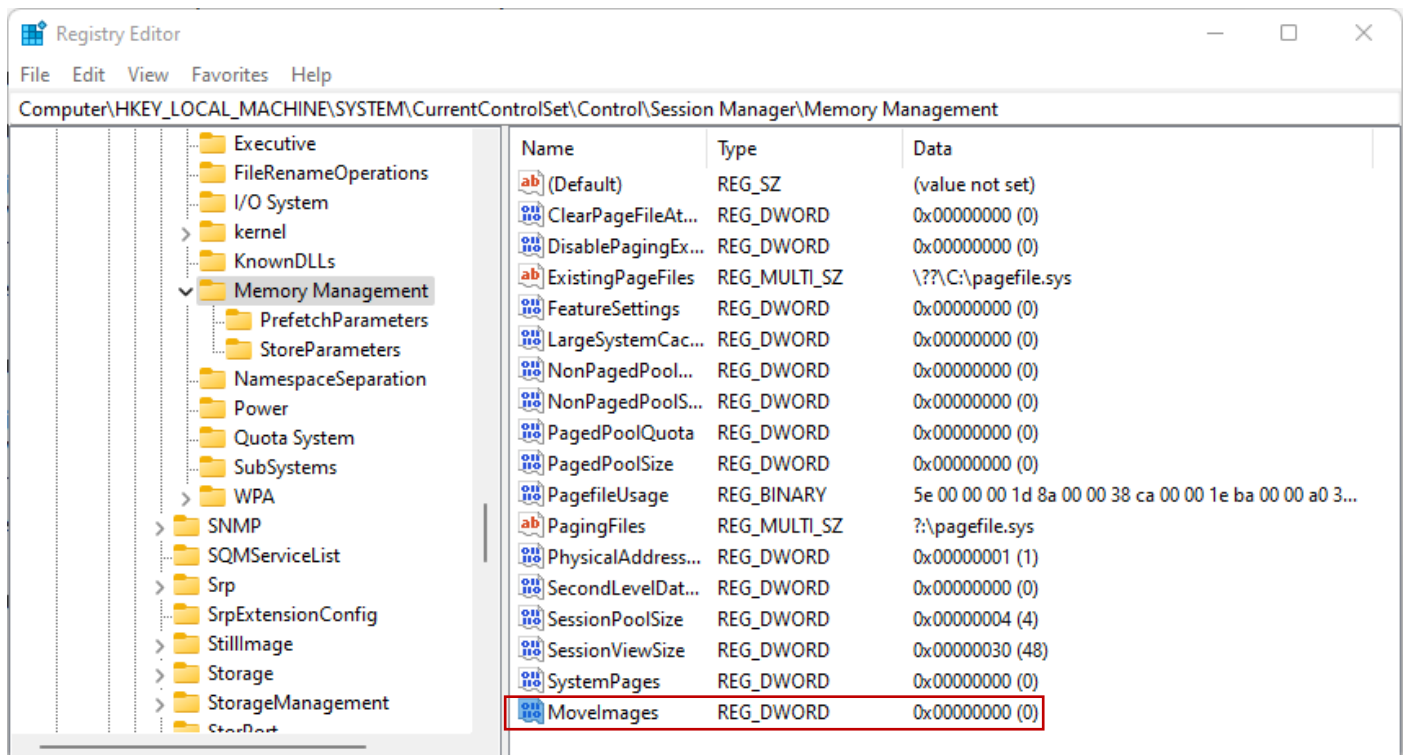 Registry Editor
File Edit View Favorites Help
Computer\HKEY_LOCAL_MACHINE\SYSTEM\CurrentControlSet\Control\Session Manager\Memory Management
Executive
FileRenameOperations
I/O System
kernel
KnownDLLs
Memory Management
PrefetchParameters
StoreParameters
NamespaceSeparation
Power
Quota System
SubSystems
WPA
SNMP
SQMServiceList
Srp
SrpExtensionConfig
StillImage
Storage
StorageManagement
StorPort
Name Type Data
(Default) REG_SZ (value not set)
ClearPageFileAt... REG_DWORD 0x00000000 (0)
DisablePagingEx... REG_DWORD 0x00000000 (0)
ExistingPageFiles REG_MULTI_SZ \??\C:\pagefile.sys
FeatureSettings REG_DWORD 0x00000000 (0)
LargeSystemCac... REG_DWORD 0x00000000 (0)
NonPagedPool... REG_DWORD 0x00000000 (0)
NonPagedPoolS... REG_DWORD 0x00000000 (0)
PagedPoolQuota REG_DWORD 0x00000000 (0)
PagedPoolSize REG_DWORD 0x00000000 (0)
PagefileUsage REG_BINARY 5e 00 00 00 1d 8a 00 00 38 ca 00 00 1e ba 00 00 a0 3...
PagingFiles REG_MULTI_SZ ?:\pagefile.sys
PhysicalAddress... REG_DWORD 0x00000001 (1)
SecondLevelDat... REG_DWORD 0x00000000 (0)
SessionPoolSize REG_DWORD 0x00000004 (4)
SessionViewSize REG_DWORD 0x00000030 (48)
SystemPages REG_DWORD 0x00000000 (0)
MoveImages REG_DWORD 0x00000000 (0)